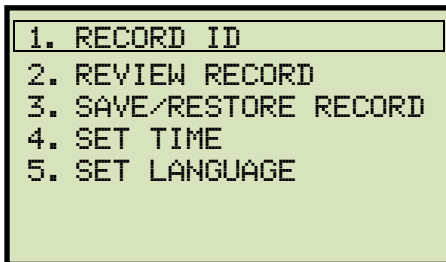 1. RECORD ID
2. REVIEW RECORD
3. SAVE/RESTORE RECORD
4. SET TIME
5. SET LANGUAGE